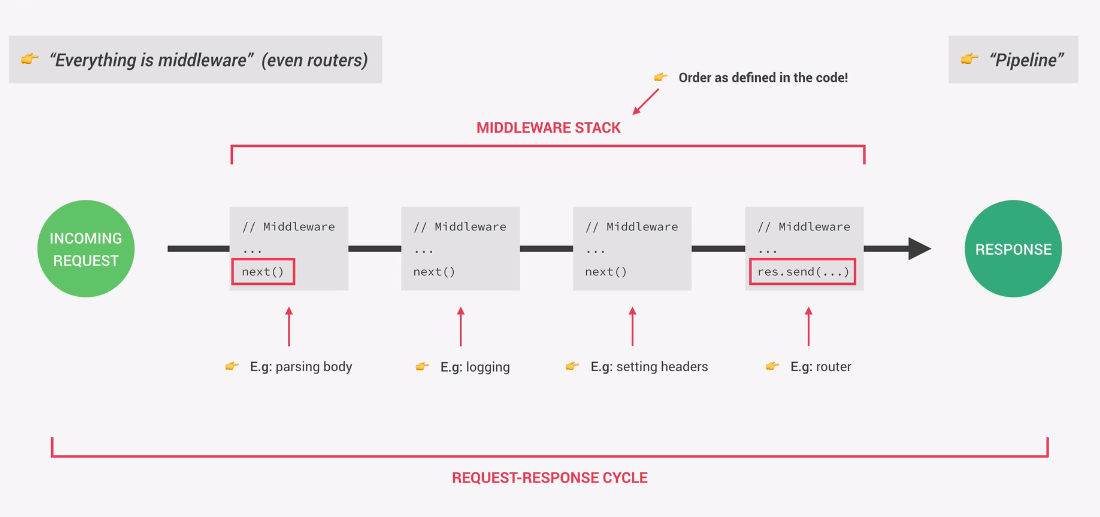 👉 “Everything is middleware” (even routers)
👉 “Pipeline”
👉 Order as defined in the code!
MIDDLEWARE STACK
INCOMING
REQUEST
// Middleware
...
next()
// Middleware
...
next()
// Middleware
...
next()
// Middleware
...
res.send(...)
RESPONSE
👉 E.g: parsing body
👉 E.g: logging
👉 E.g: setting headers
👉 E.g: router
REQUEST-RESPONSE CYCLE